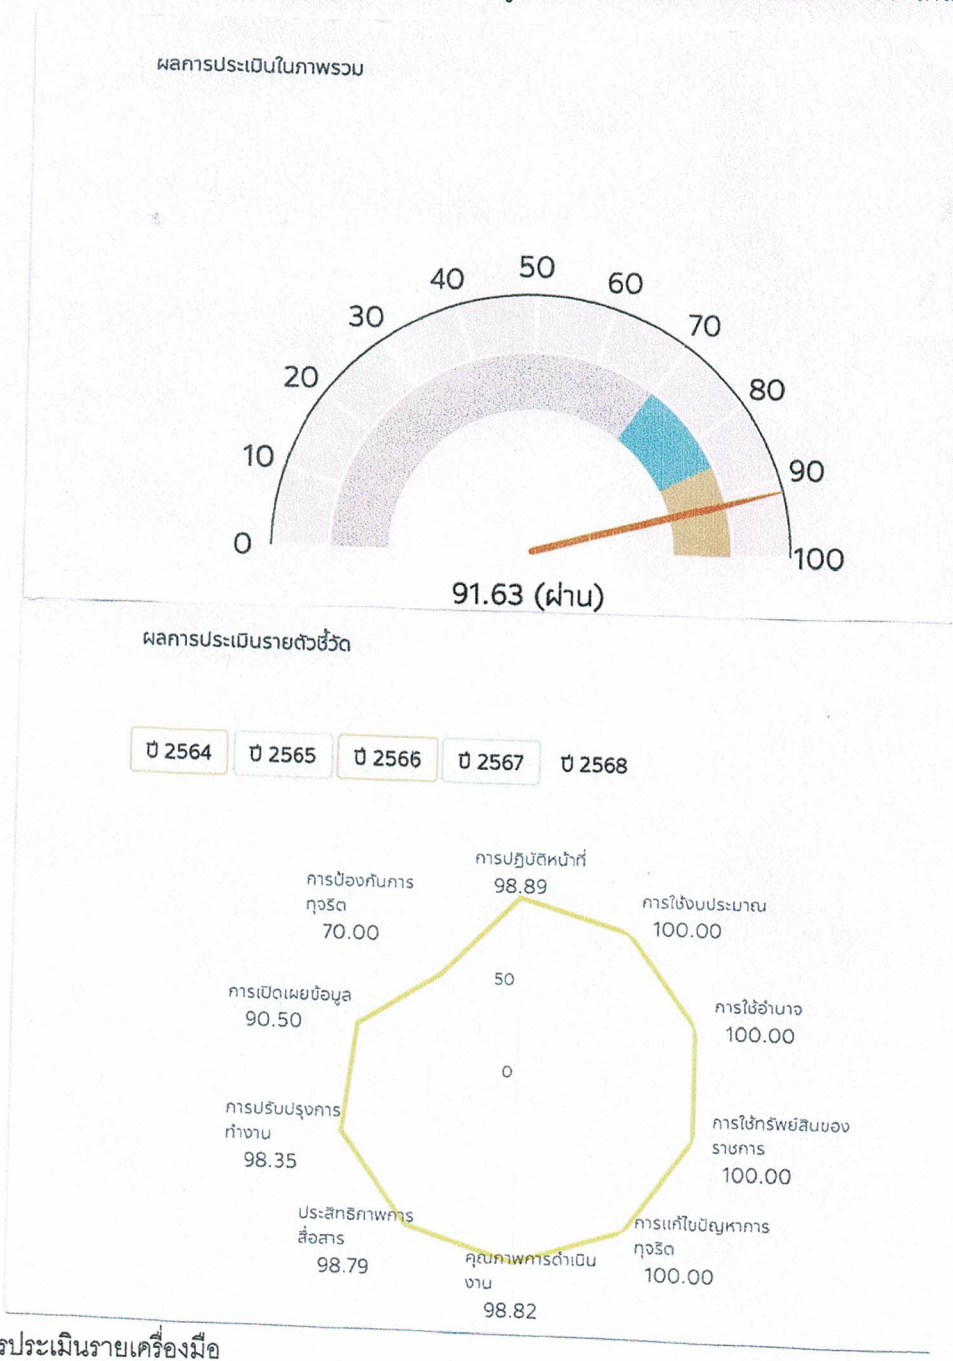 ผลการประเมินในภาพรวม
50
40
60
30
70
20
80
10
90
0
100
91.63 (ผ่าน)
ผลการประเมินรายตัวชี้วัด
ปี 2564
ปี 2565
ปี 2566
ปี 2567
ปี 2568
การปฏิบัติหน้าที่
98.89
การป้องกันการ
ทุจริต
70.00
การใช้งบประมาณ
100.00
50
การเปิดเผยข้อมูล
90.50
การใช้อำนาจ
100.00
0
การปรับปรุงการ
ทำงาน
98.35
การใช้ทรัพย์สินของ
ราชการ
100.00
ประสิทธิภาพการ
สื่อสาร
98.79
การแก้ไขปัญหาการ
ทุจริต
100.00
คุณภาพการดำเนิน
งาน
98.82
รประเมินรายเครื่องมือ